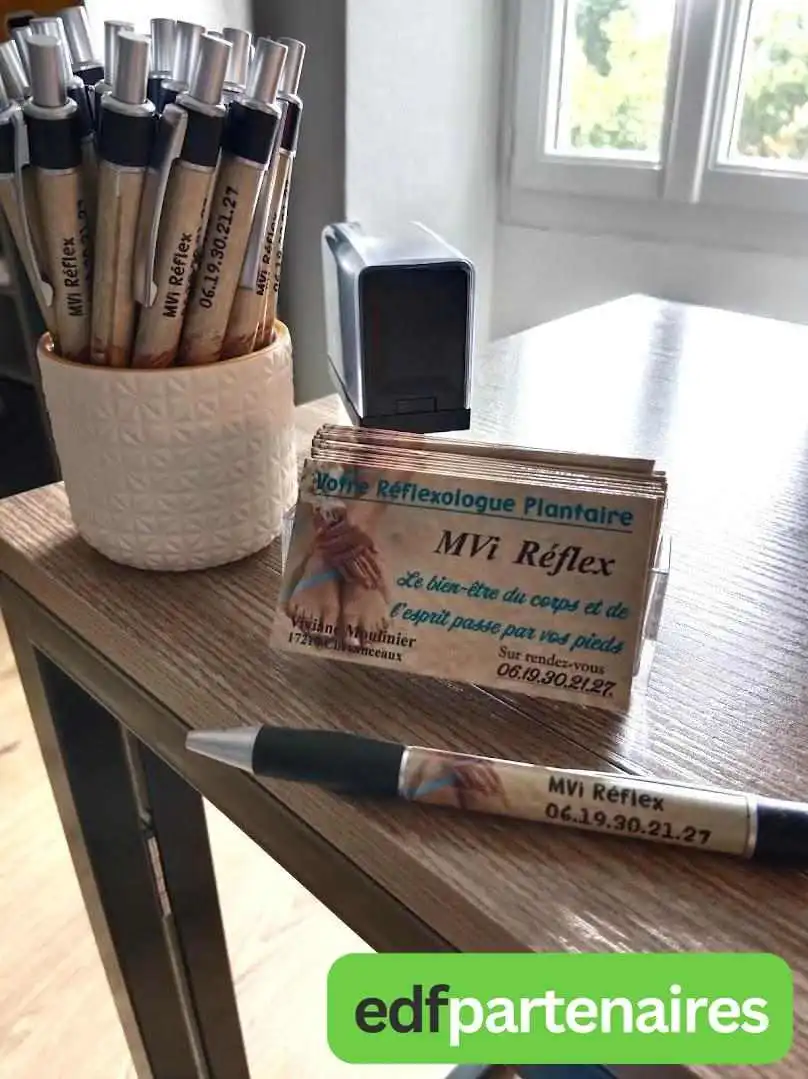 MVi Réflex
MVi Réflex
06.19.30.21.27
MVi Réflex
Votre Réflexologue Plantaire
MVi Réflex
Le bien-être du corps et de
l'esprit passe par vos pieds
Viviane Moulinier
Sur rendez-vous
06.19.30.21.27.
MVi Réflex
06.19.30.21.27
edfpartenaires